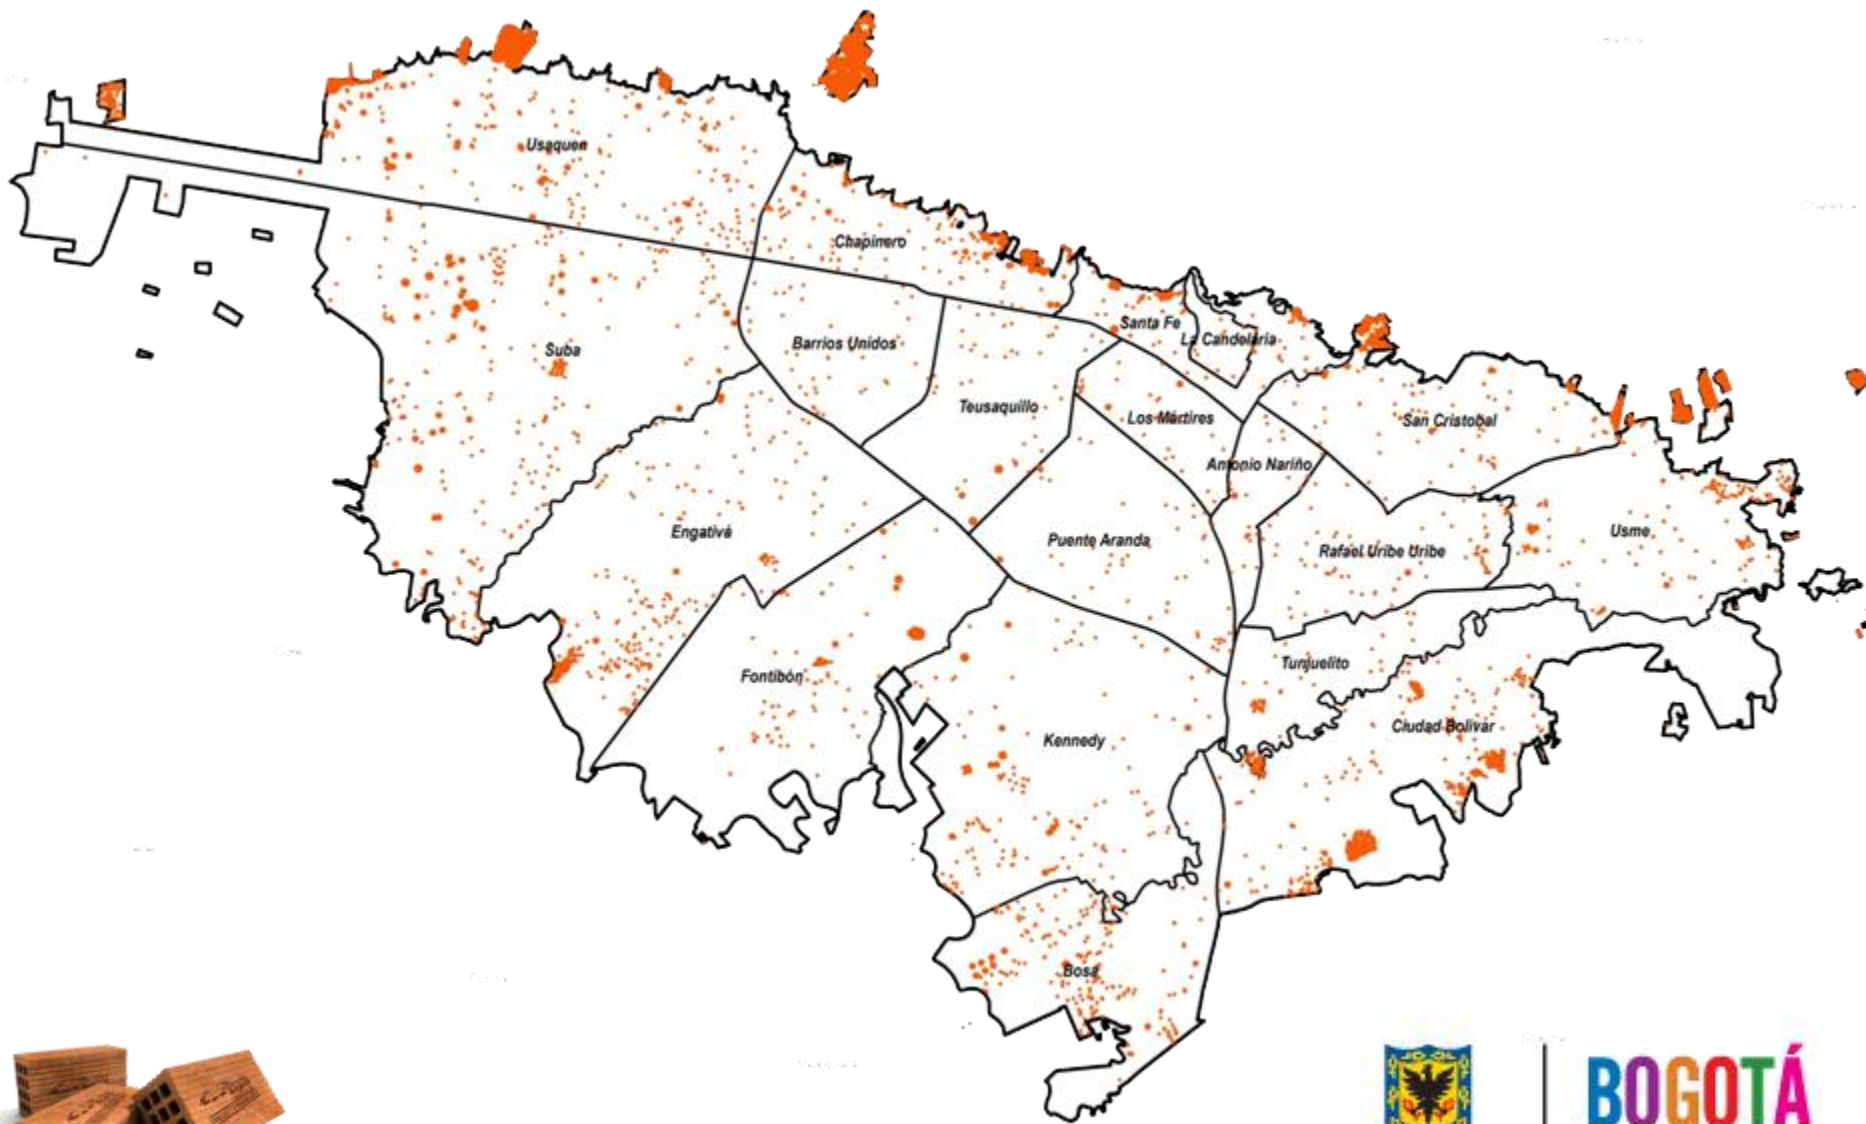 Usaquen
Chapinero
Santa Fe
La Candelaria
Barrios Unidos
Suba
Teusaquillo
Los Mártires
San Cristobal
Antonio Nariño
Engativá
Puente Aranda
Rafael Uribe Uribe
Usme
Fontibón
Tunjuelito
Ciudad Bolivar
Kennedy
Bosa
BOGOTÁ